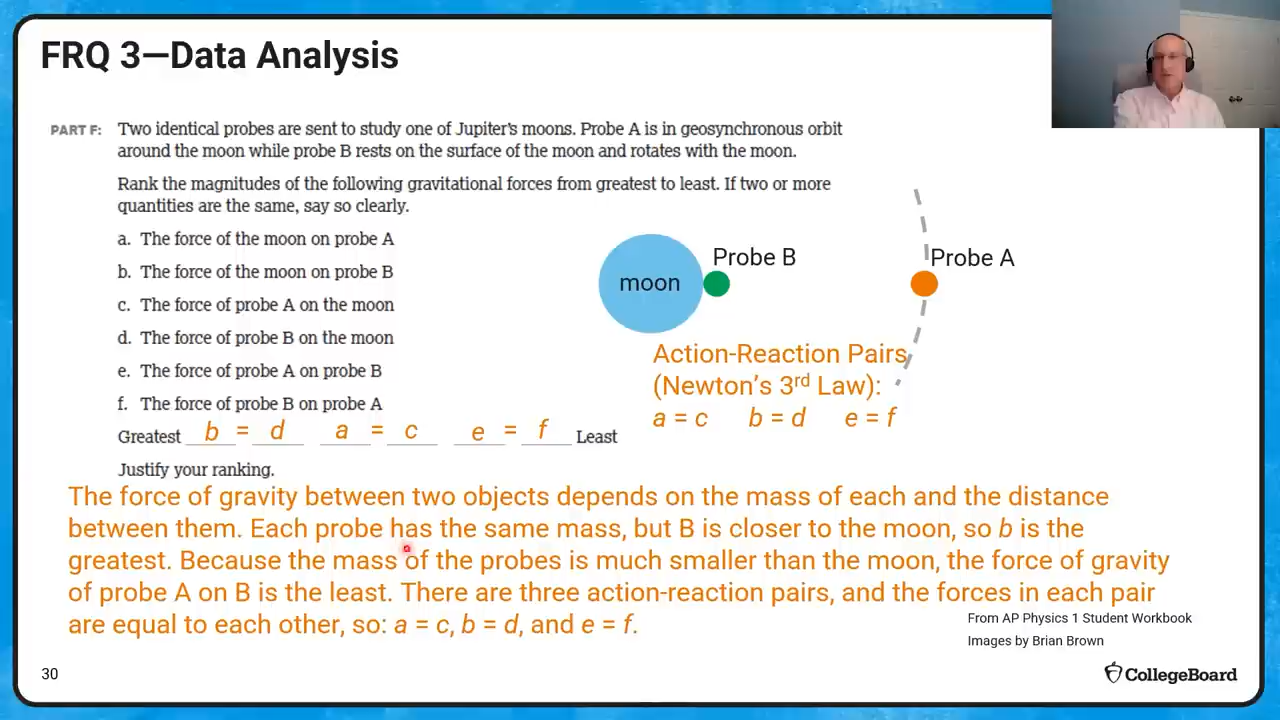 FRQ 3—Data Analysis
PART F: Two identical probes are sent to study one of Jupiter's moons. Probe A is in geosynchronous orbit
around the moon while probe B rests on the surface of the moon and rotates with the moon.
Rank the magnitudes of the following gravitational forces from greatest to least. If two or more
quantities are the same, say so clearly.
a. The force of the moon on probe A
b. The force of the moon on probe B
c. The force of probe A on the moon
d. The force of probe B on the moon
e. The force of probe A on probe B
f. The force of probe B on probe A
Greatest b = d a = c e = f Least
Justify your ranking.
moon
Probe B
Probe A
Action-Reaction Pairs
(Newton's 3rd Law):
a = c b = d e = f
The force of gravity between two objects depends on the mass of each and the distance
between them. Each probe has the same mass, but B is closer to the moon, so b is the
greatest. Because the mass of the probes is much smaller than the moon, the force of gravity
of probe A on B is the least. There are three action-reaction pairs, and the forces in each pair
are equal to each other, so: a = c, b = d, and e = f.
From AP Physics 1 Student Workbook
Images by Brian Brown
30
CollegeBoard